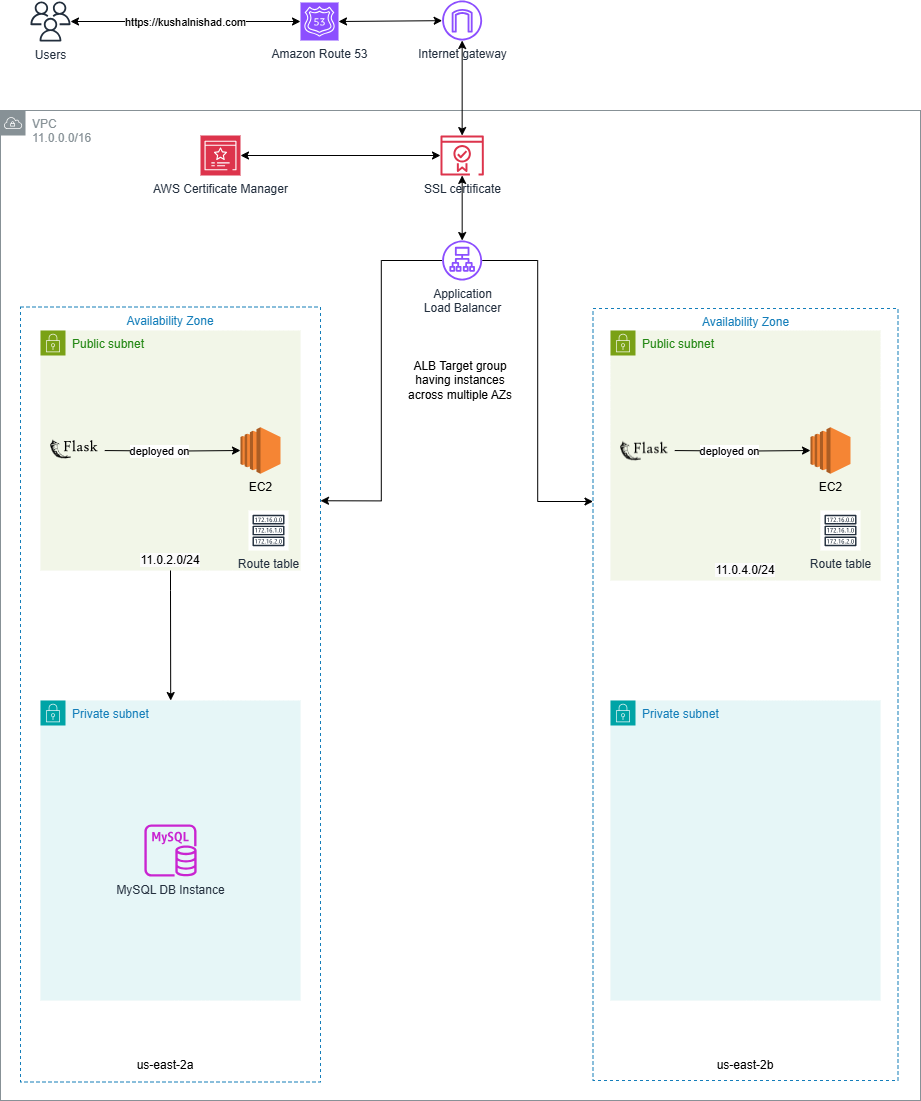 https://kushalnishad.com
53
Users
Amazon Route 53
Internet gateway
VPC
11.0.0.0/16
AWS Certificate Manager
SSL certificate
Application
Load Balancer
Availability Zone
Public subnet
Flask
deployed on
EC2
172.16.0.0
172.16.1.0
172.16.2.0
11.0.2.0/24
Route table
ALB Target group
having instances
across multiple AZs
Availability Zone
Public subnet
Flask
deployed on
EC2
172.16.0.0
172.16.1.0
172.16.2.0
11.0.4.0/24
Route table
Private subnet
MySQL
MySQL DB Instance
us-east-2a
Private subnet
us-east-2b